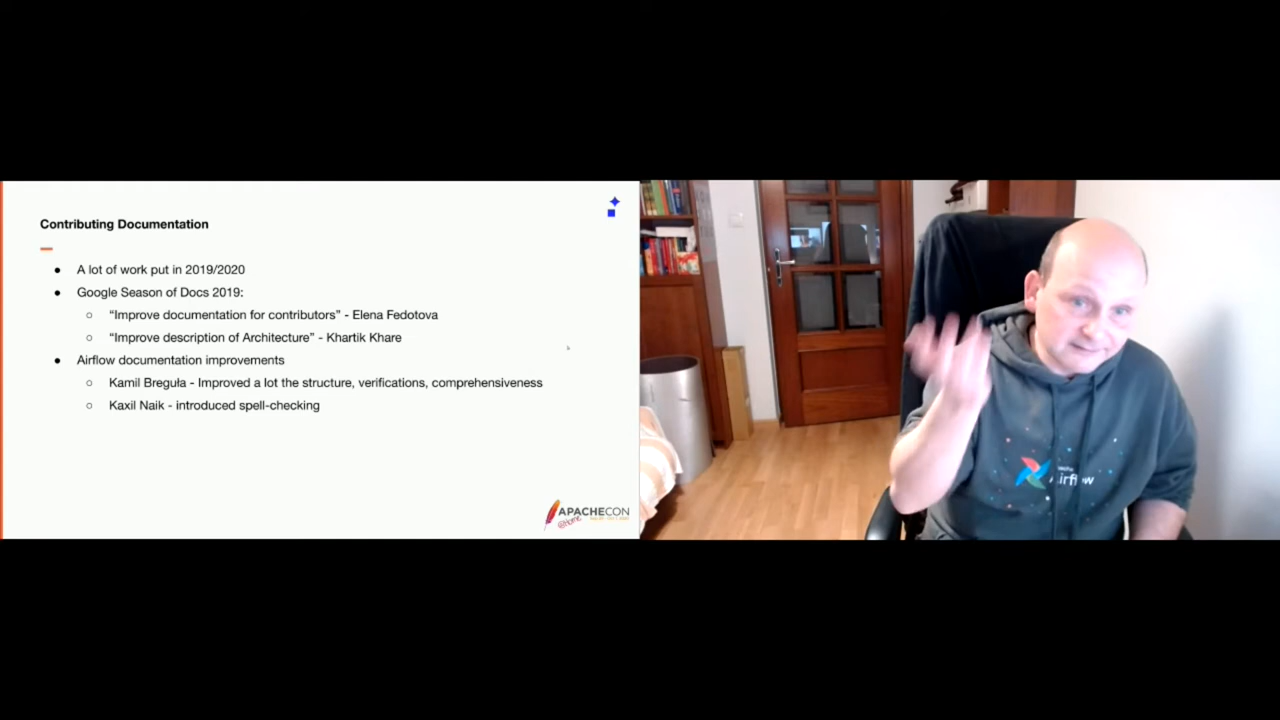 Contributing Documentation
● A lot of work put in 2019/2020
● Google Season of Docs 2019:
○ “Improve documentation for contributors” - Elena Fedotova
○ “Improve description of Architecture” - Khartik Khare
● Airflow documentation improvements
○ Kamil Breguła - Improved a lot the structure, verifications, comprehensiveness
○ Kaxil Naik - introduced spell-checking
APACHECON
@Home
Airflow